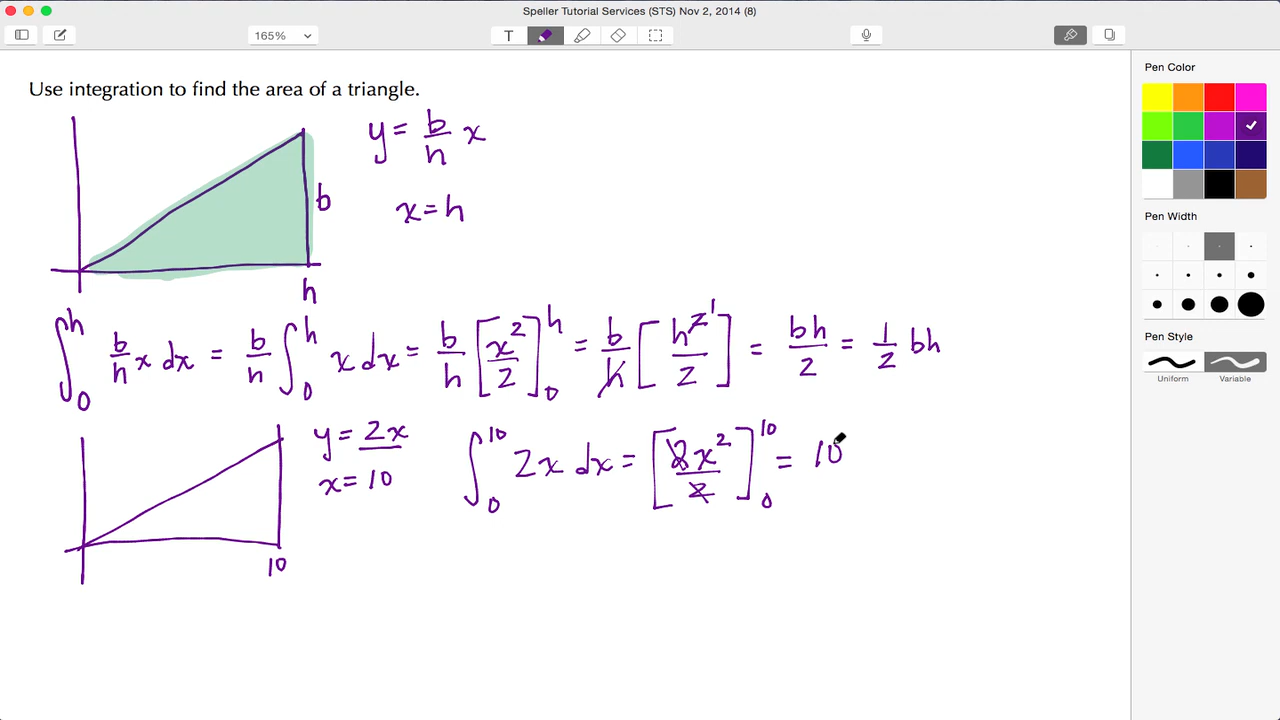 Speller Tutorial Services (STS) Nov 2, 2014 (8)
165%
T
Use integration to find the area of a triangle.
y = b/h x
x = h
b
h
∫₀ʰ b/h x dx = b/h ∫₀ʰ x dx = b/h [x²/2]₀ʰ = b/h [h²¹/2] = bh/2 = 1/2 bh
y = 2x
x = 10
10
∫₀¹⁰ 2x dx = [2x²/2]₀¹⁰ = 10
Pen Color
Pen Width
Pen Style
Uniform Variable